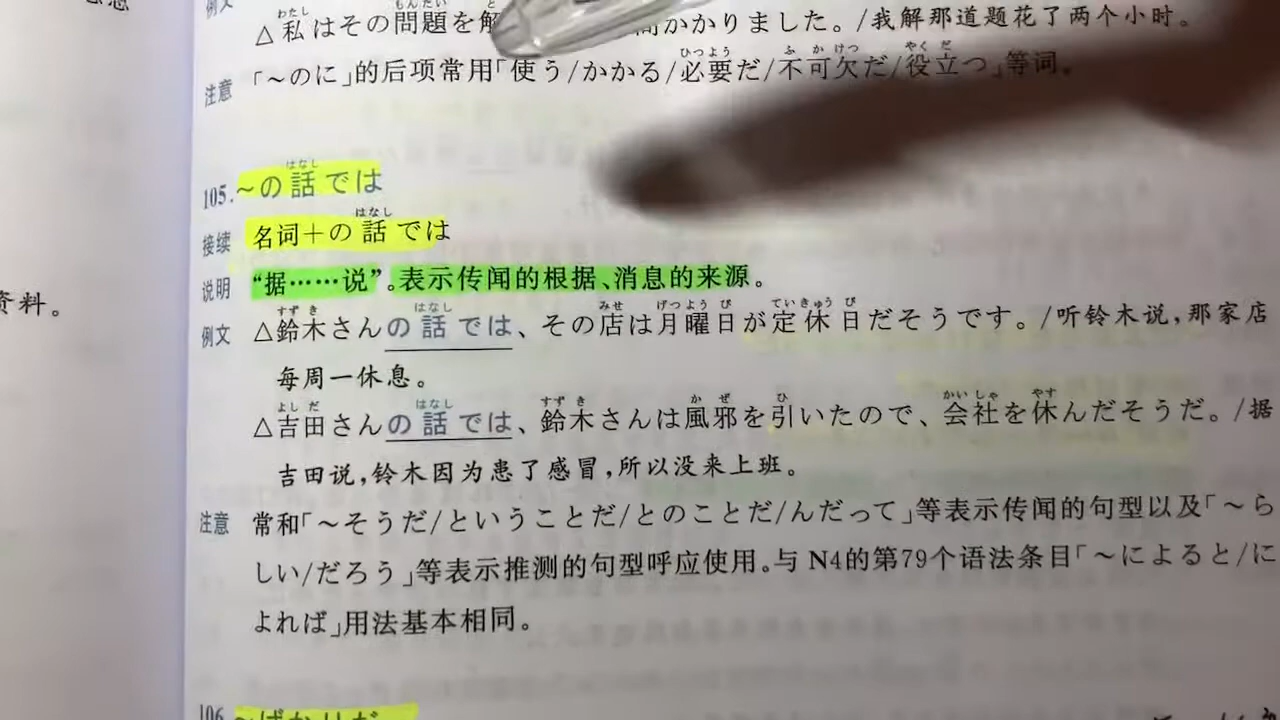 资料。
例文
△私はその問題を解 間かかりました。/我解那道题花了两个小时。
注意 「～のに」的后项常用「使う/かかる/必要だ/不可欠だ/役立つ」等词。
105.～の話では
接续 名词＋の話では
说明 “据……说”。表示传闻的根据、消息的来源。
例文 △鈴木さんの話では、その店は月曜日が定休日だそうです。/听铃木说,那家店
每周一休息。
△吉田さんの話では、鈴木さんは風邪を引いたので、会社を休んだそうだ。/据
吉田说,铃木因为患了感冒,所以没来上班。
注意 常和「～そうだ/ということだ/とのことだ/んだって」等表示传闻的句型以及「～ら
しい/だろう」等表示推测的句型呼应使用。与 N4的第79个语法条目「～によると/に
よれば」用法基本相同。
106.～ばかりだ